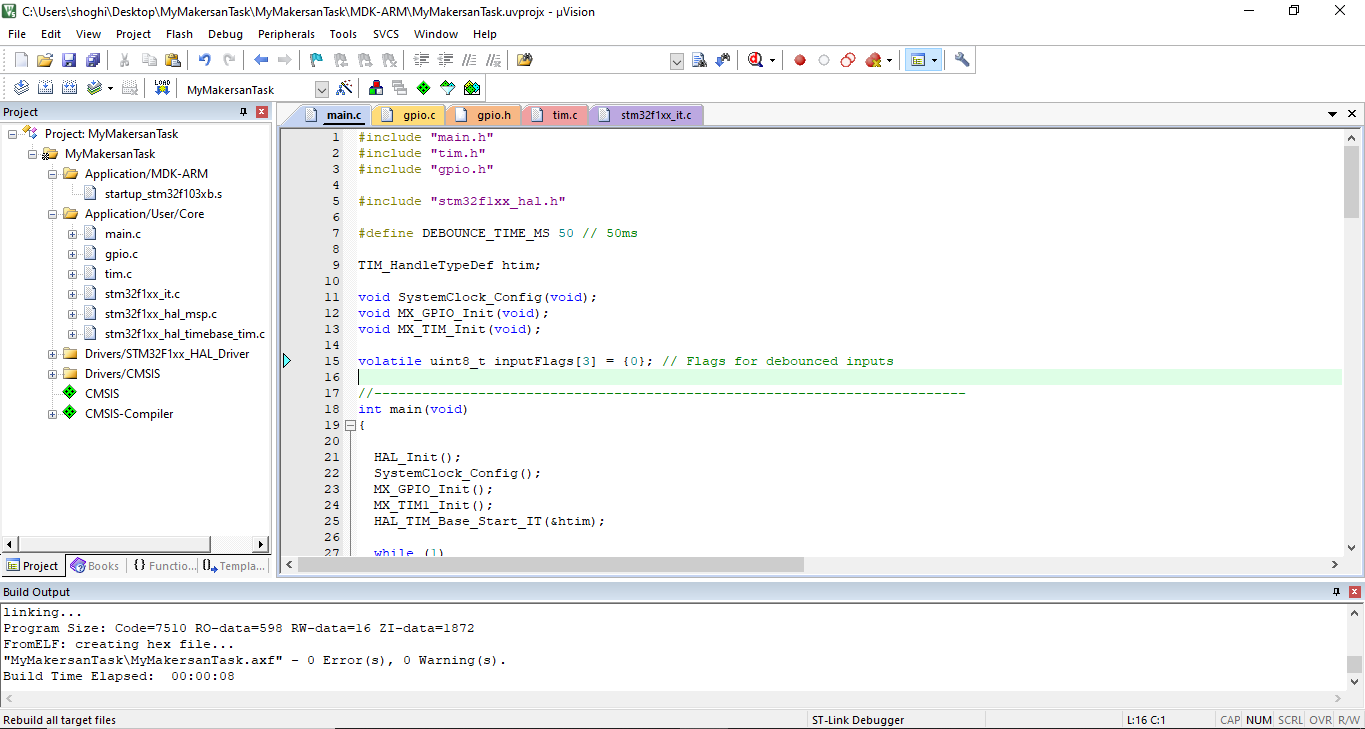 C:\Users\shoghi\Desktop\MyMakersanTask\MyMakersanTask\MDK-ARM\MyMakersanTask.uvprojx - µVision
File Edit View Project Flash Debug Peripherals Tools SVCS Window Help
LOAD MyMakersanTask
Project
Project: MyMakersanTask
MyMakersanTask
Application/MDK-ARM
startup_stm32f103xb.s
Application/User/Core
main.c
gpio.c
tim.c
stm32f1xx_it.c
stm32f1xx_hal_msp.c
stm32f1xx_hal_timebase_tim.c
Drivers/STM32F1xx_HAL_Driver
Drivers/CMSIS
CMSIS
CMSIS-Compiler
Project Books {} Functio... 0 Templa...
main.c gpio.c gpio.h tim.c stm32f1xx_it.c
1 #include "main.h"
2 #include "tim.h"
3 #include "gpio.h"
4
5 #include "stm32f1xx_hal.h"
6
7 #define DEBOUNCE_TIME_MS 50 // 50ms
8
9 TIM_HandleTypeDef htim;
10
11 void SystemClock_Config(void);
12 void MX_GPIO_Init(void);
13 void MX_TIM_Init(void);
14
15 volatile uint8_t inputFlags[3] = {0}; // Flags for debounced inputs
16
17 //--------------------------------------------------------------------------
18 int main(void)
19 {
20
21 HAL_Init();
22 SystemClock_Config();
23 MX_GPIO_Init();
24 MX_TIM1_Init();
25 HAL_TIM_Base_Start_IT(&htim);
26
27 while (1)
Build Output
linking...
Program Size: Code=7510 RO-data=598 RW-data=16 ZI-data=1872
FromELF: creating hex file...
"MyMakersanTask\MyMakersanTask.axf" - 0 Error(s), 0 Warning(s).
Build Time Elapsed: 00:00:08
Rebuild all target files ST-Link Debugger L:16 C:1 CAP NUM SCRL OVR R/W